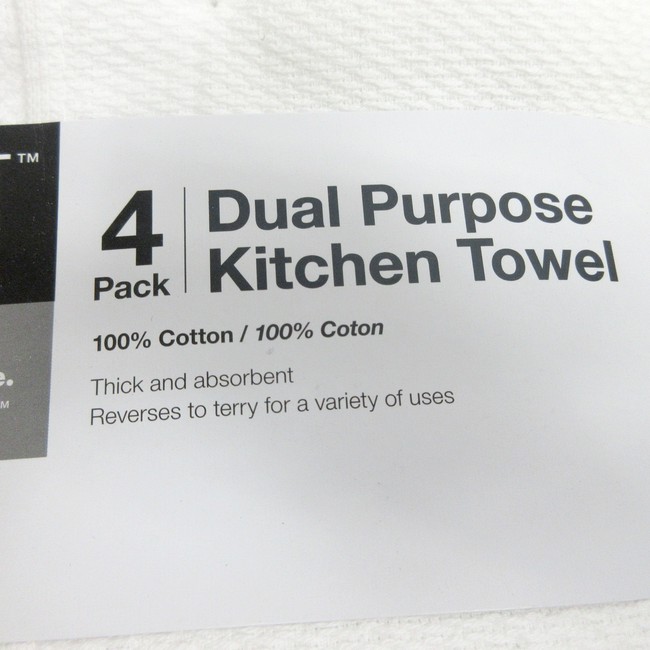 TM
4
Pack
Dual Purpose
Kitchen Towel
100% Cotton / 100% Coton
Thick and absorbent
Reverses to terry for a variety of uses